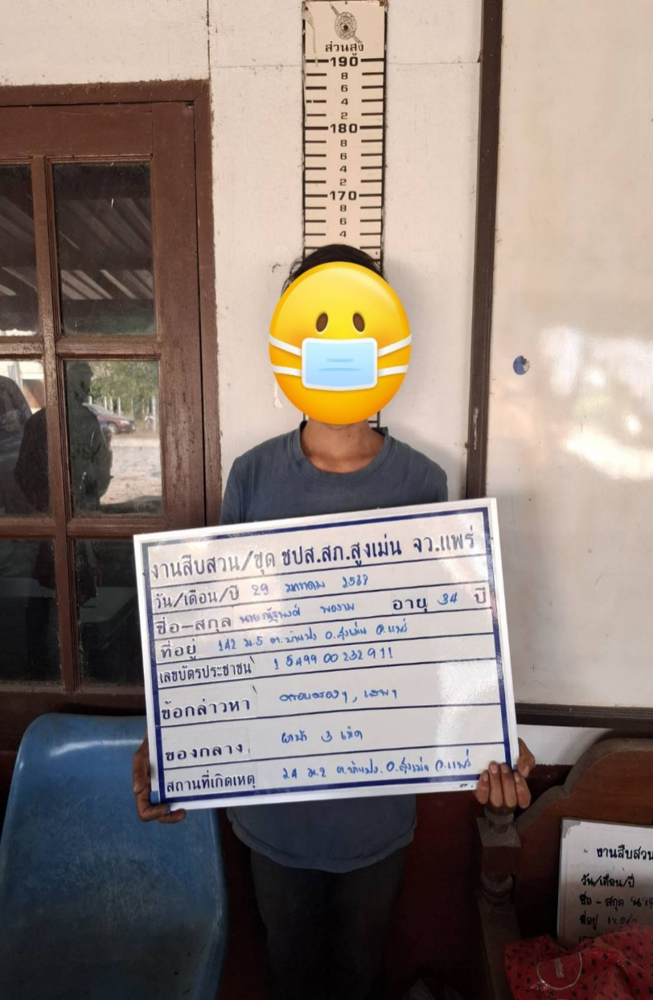 ส่วนสูง
190
8
6
4
2
180
8
6
4
2
170
8
6
4
งานสืบสวน/ชุด ชปส.สภ.สูงเม่น จว.แพร่
วัน/เดือน/ปี 29 มกราคม 2569
ชื่อ-สกุล นาย อายุ 34 ปี
ที่อยู่ 142 ม.5 ต.บ้านปง อ.สูงเม่น จ.แพร่
เลขบัตรประชาชน 1 5499 00232 911
ข้อกล่าวหา ครอบครองฯ, เสพฯ
ของกลาง ยาบ้า 3 เม็ด
สถานที่เกิดเหตุ ม.2 ต.บ้านปง อ.สูงเม่น จ.แพร่
งานสืบสวน
วัน/เดือน/ปี
ชื่อ - สกุล
ที่อยู่